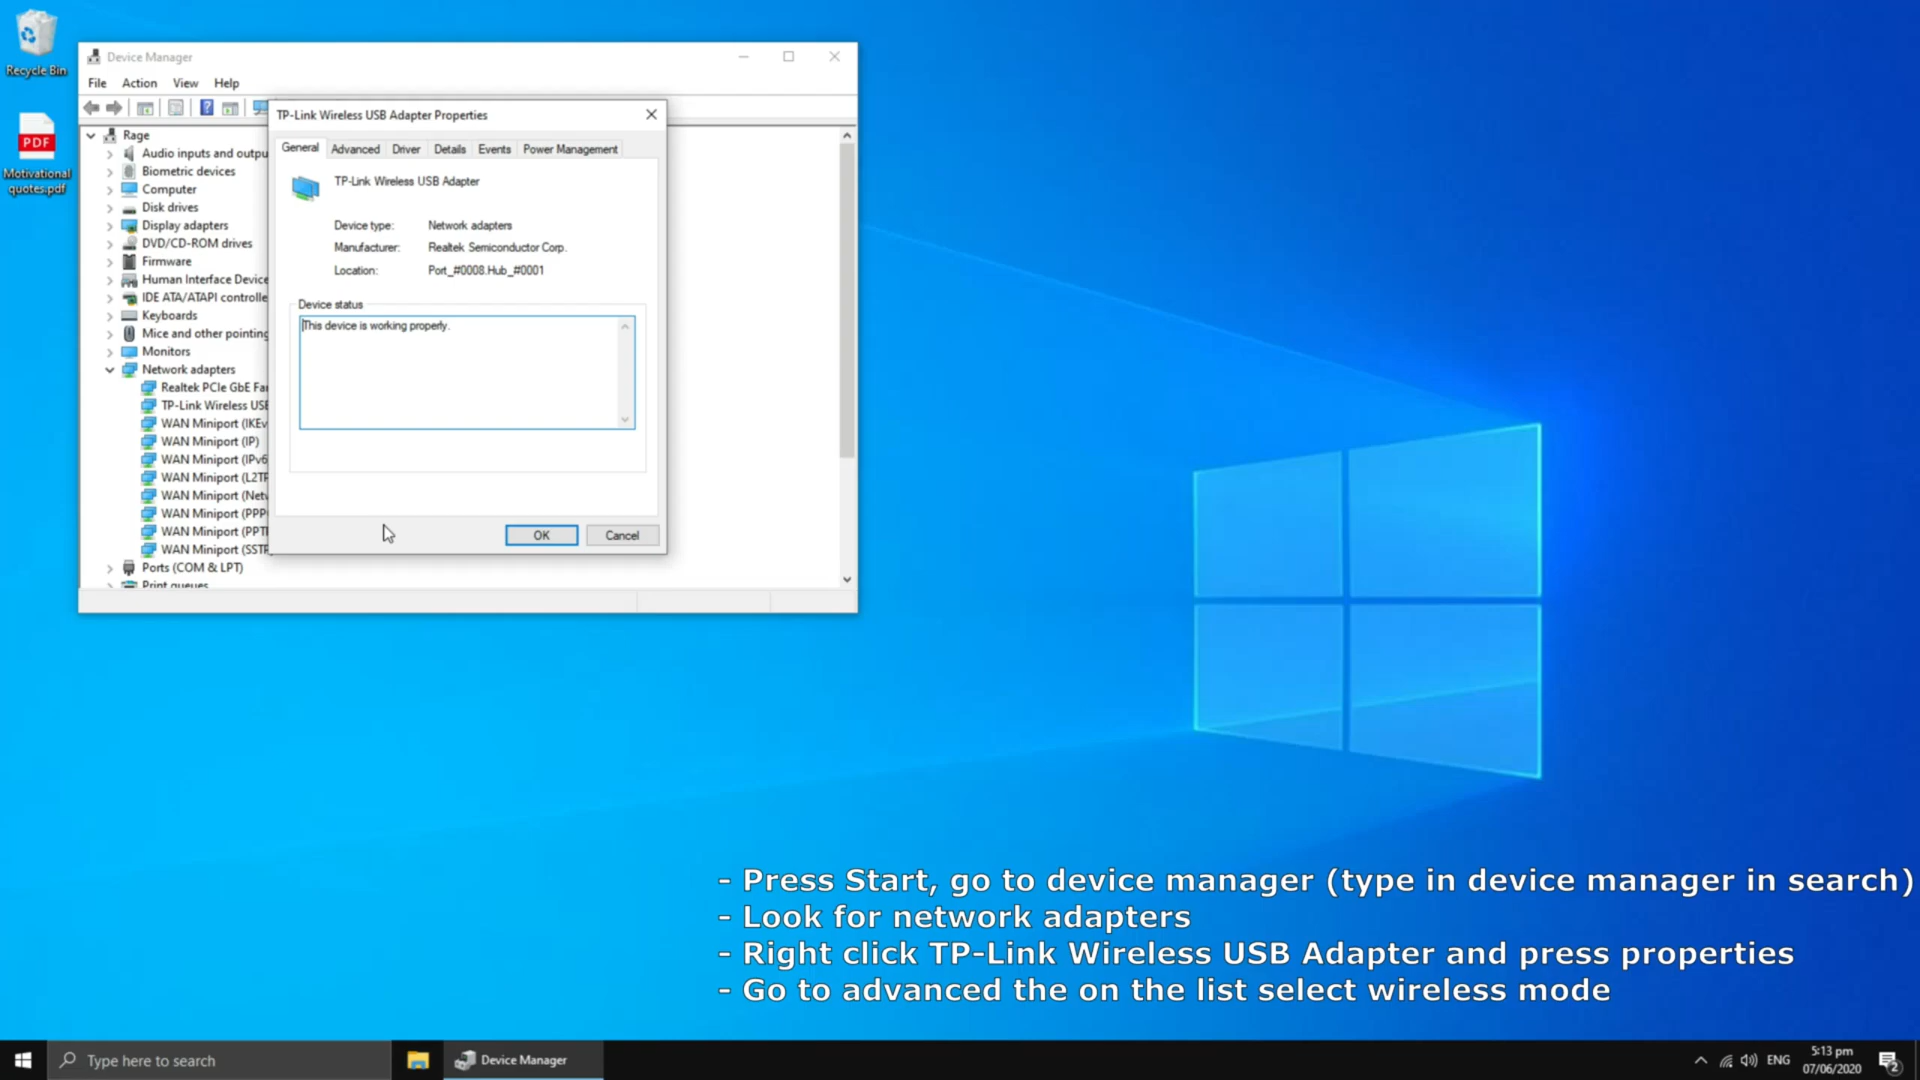 Recycle Bin
PDF
Motivational
quotes.pdf
Device Manager
File Action View Help
Rage
Audio inputs and outpu
Biometric devices
Computer
Disk drives
Display adapters
DVD/CD-ROM drives
Firmware
Human Interface Device
IDE ATA/ATAPI controlle
Keyboards
Mice and other pointing
Monitors
Network adapters
Realtek PCIe GbE Fa
TP-Link Wireless USB
WAN Miniport (IKEv
WAN Miniport (IP)
WAN Miniport (IPv6
WAN Miniport (L2TP
WAN Miniport (Netw
WAN Miniport (PPP
WAN Miniport (PPTP
WAN Miniport (SSTP
Ports (COM & LPT)
Print queues
TP-Link Wireless USB Adapter Properties
General Advanced Driver Details Events Power Management
TP-Link Wireless USB Adapter
Device type: Network adapters
Manufacturer: Realtek Semiconductor Corp.
Location: Port_#0008.Hub_#0001
Device status
This device is working properly.
OK Cancel
- Press Start, go to device manager (type in device manager in search)
- Look for network adapters
- Right click TP-Link Wireless USB Adapter and press properties
- Go to advanced the on the list select wireless mode
Type here to search
Device Manager
ENG
5:13 pm
07/06/2020
2